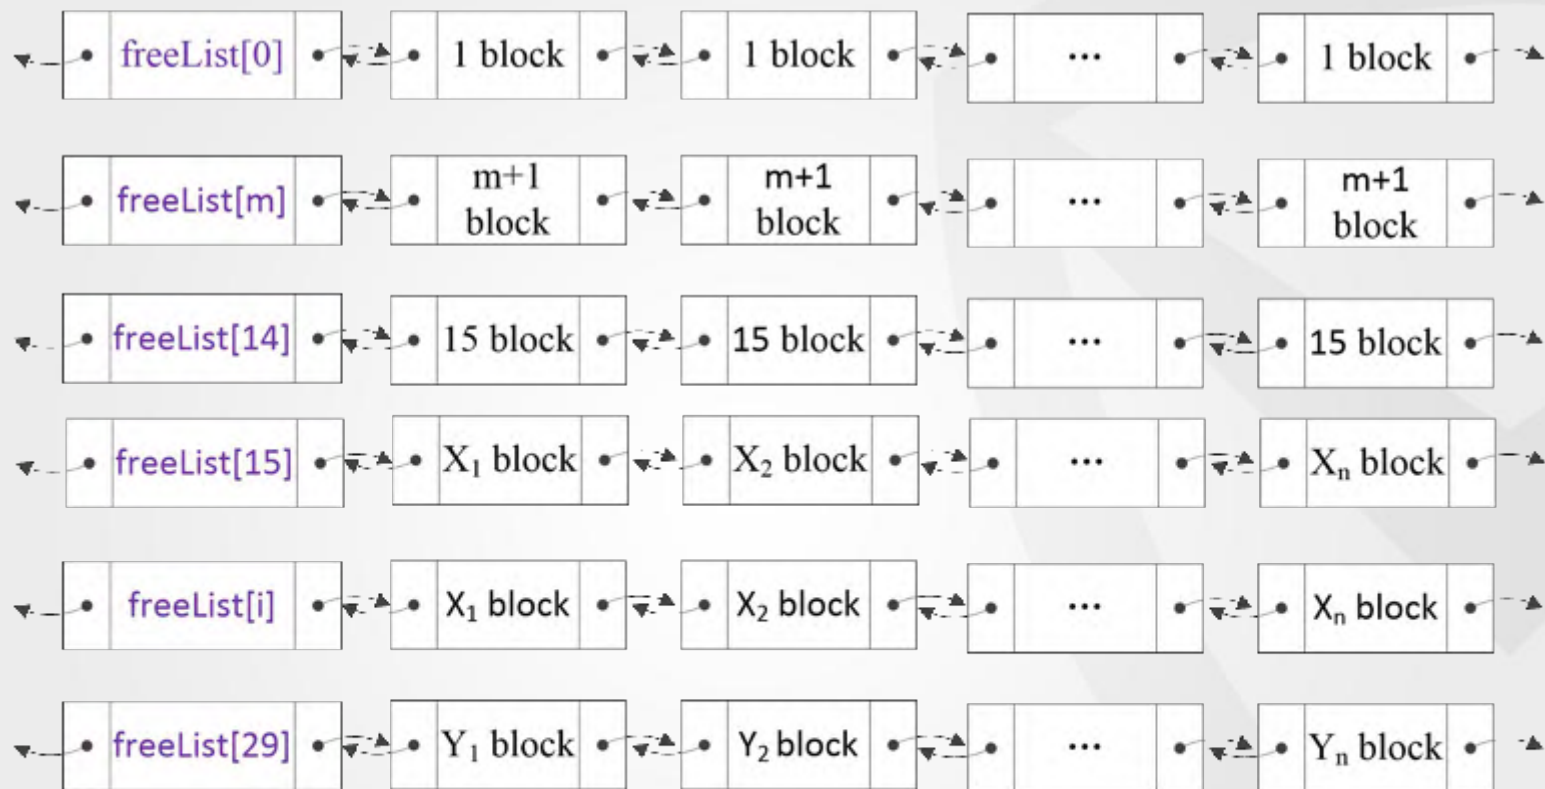 freeList[0] 1 block 1 block ... 1 block
freeList[m] m+1 block m+1 block ... m+1 block
freeList[14] 15 block 15 block ... 15 block
freeList[15] X₁ block X₂ block ... Xₙ block
freeList[i] X₁ block X₂ block ... Xₙ block
freeList[29] Y₁ block Y₂ block ... Yₙ block